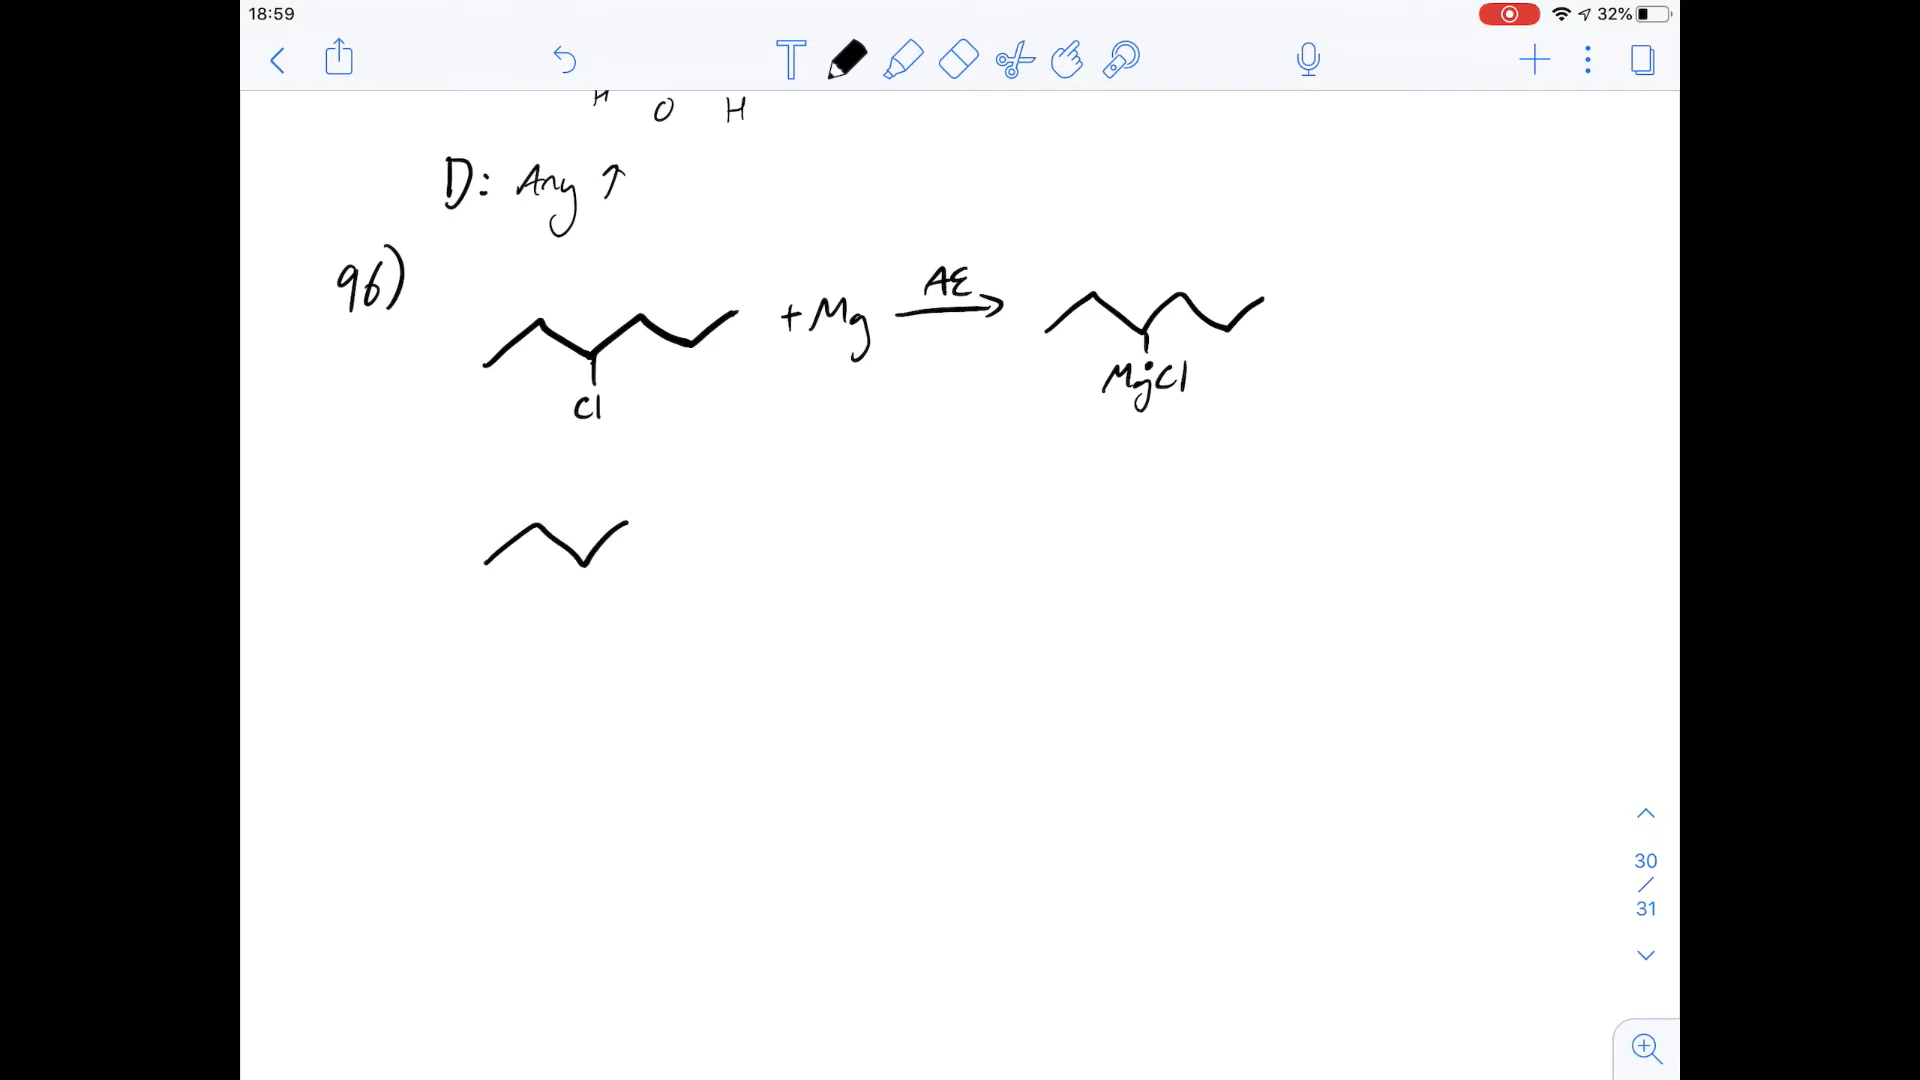 18:59 32%
H O H
D: Any ↑
96)
+ Mg AE → 
Cl MgCl
30
/
31